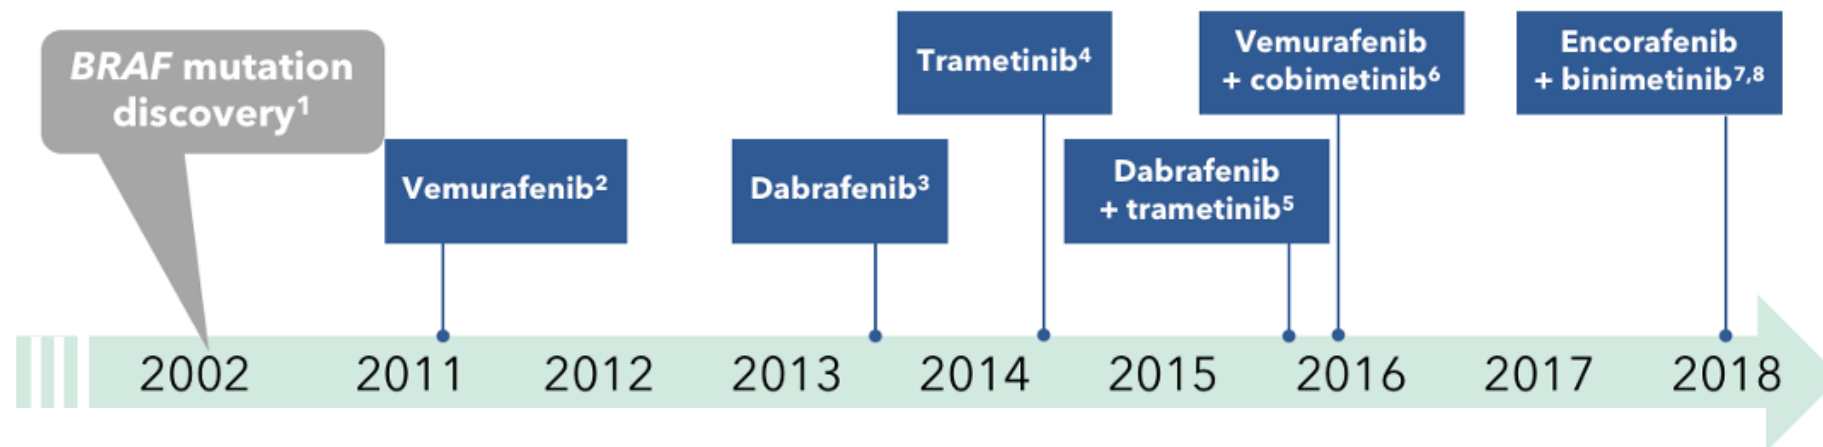 BRAF mutation
discovery¹
Vemurafenib²
Dabrafenib³
Trametinib⁴
Dabrafenib
+ trametinib⁵
Vemurafenib
+ cobimetinib⁶
Encorafenib
+ binimetinib⁷,⁸
2002 2011 2012 2013 2014 2015 2016 2017 2018